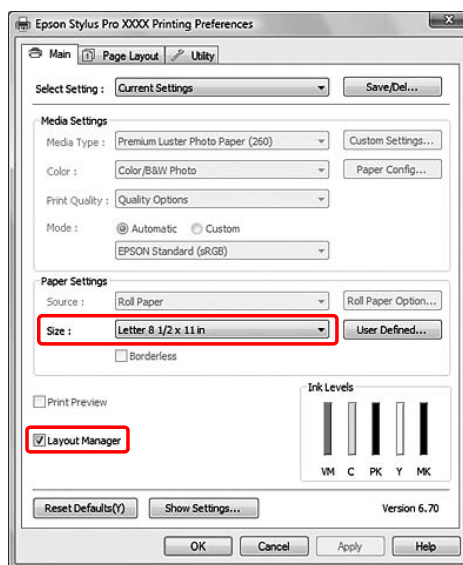 Epson Stylus Pro XXXX Printing Preferences
Main Page Layout Utility
Select Setting : Current Settings Save/Del...
Media Settings
Media Type : Premium Luster Photo Paper (260) Custom Settings...
Color : Color/B&W Photo Paper Config...
Print Quality : Quality Options
Mode : Automatic Custom
EPSON Standard (sRGB)
Paper Settings
Source : Roll Paper Roll Paper Option...
Size : Letter 8 1/2 x 11 in User Defined...
Borderless
Print Preview
Layout Manager
Ink Levels
VM C PK Y MK
Reset Defaults(Y) Show Settings... Version 6.70
OK Cancel Apply Help